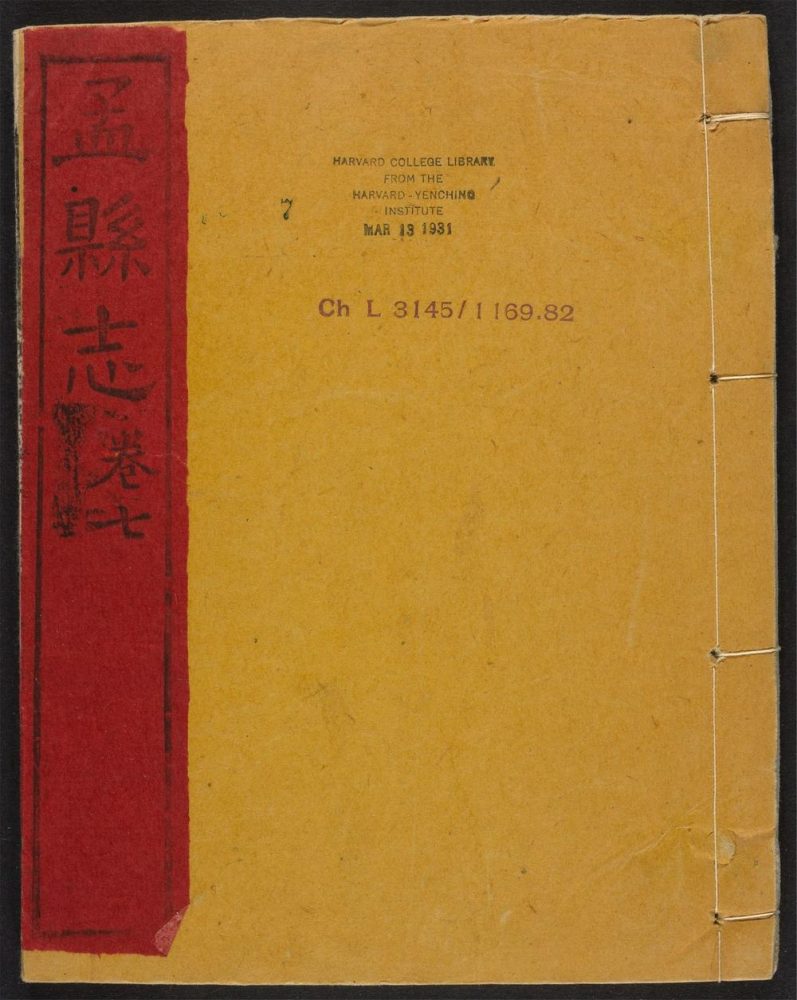 孟縣志
卷七
7
HARVARD COLLEGE LIBRARY
FROM THE
HARVARD-YENCHING
INSTITUTE
MAR 13 1931
Ch L 3145/1169.82